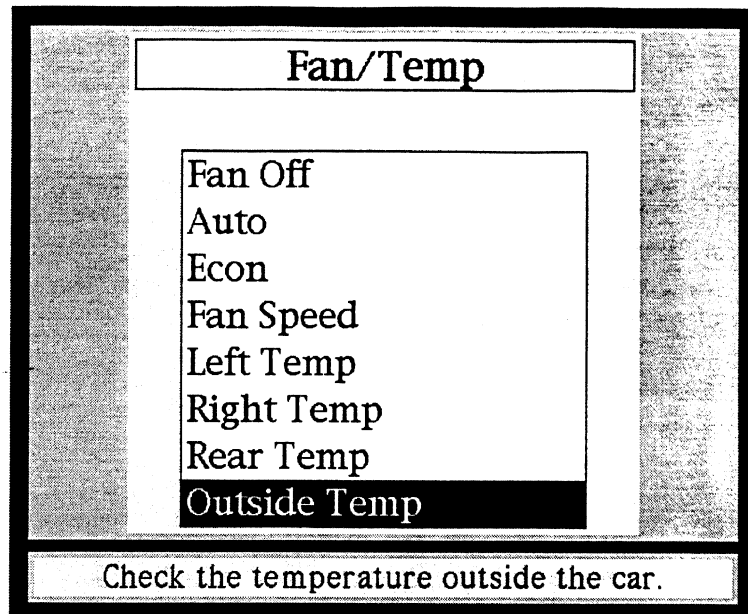 Fan/Temp
Fan Off
Auto
Econ
Fan Speed
Left Temp
Right Temp
Rear Temp
Outside Temp
Check the temperature outside the car.